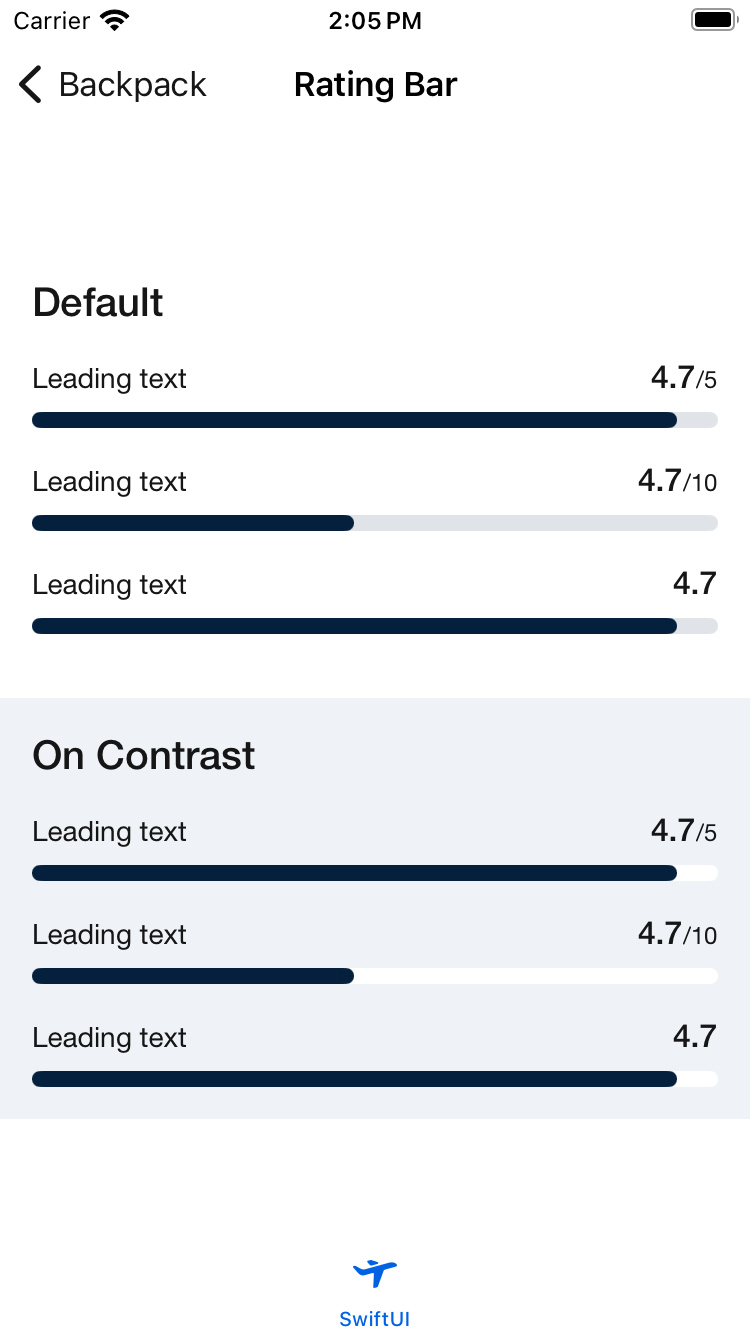 Carrier 2:05 PM
Backpack Rating Bar
Default
Leading text 4.7/5
Leading text 4.7/10
Leading text 4.7
On Contrast
Leading text 4.7/5
Leading text 4.7/10
Leading text 4.7
SwiftUI